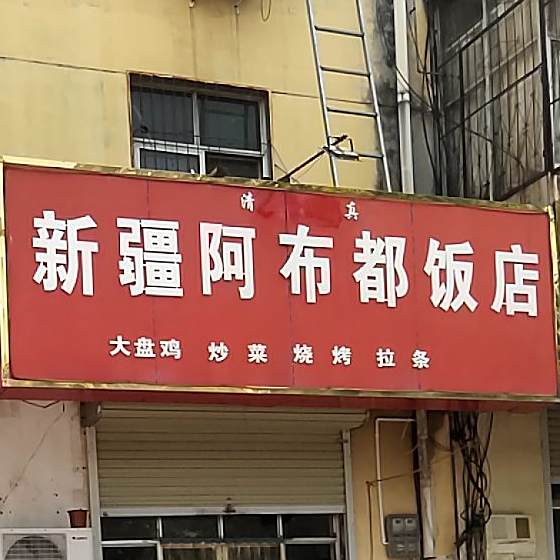 清 真
新疆阿布都饭店
大盘鸡 炒菜 烧烤 拉条